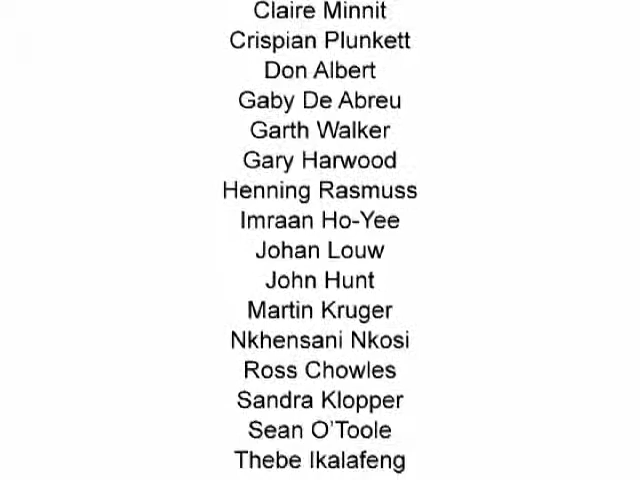 Claire Minnit
Crispian Plunkett
Don Albert
Gaby De Abreu
Garth Walker
Gary Harwood
Henning Rasmuss
Imraan Ho-Yee
Johan Louw
John Hunt
Martin Kruger
Nkhensani Nkosi
Ross Chowles
Sandra Klopper
Sean O’Toole
Thebe Ikalafeng